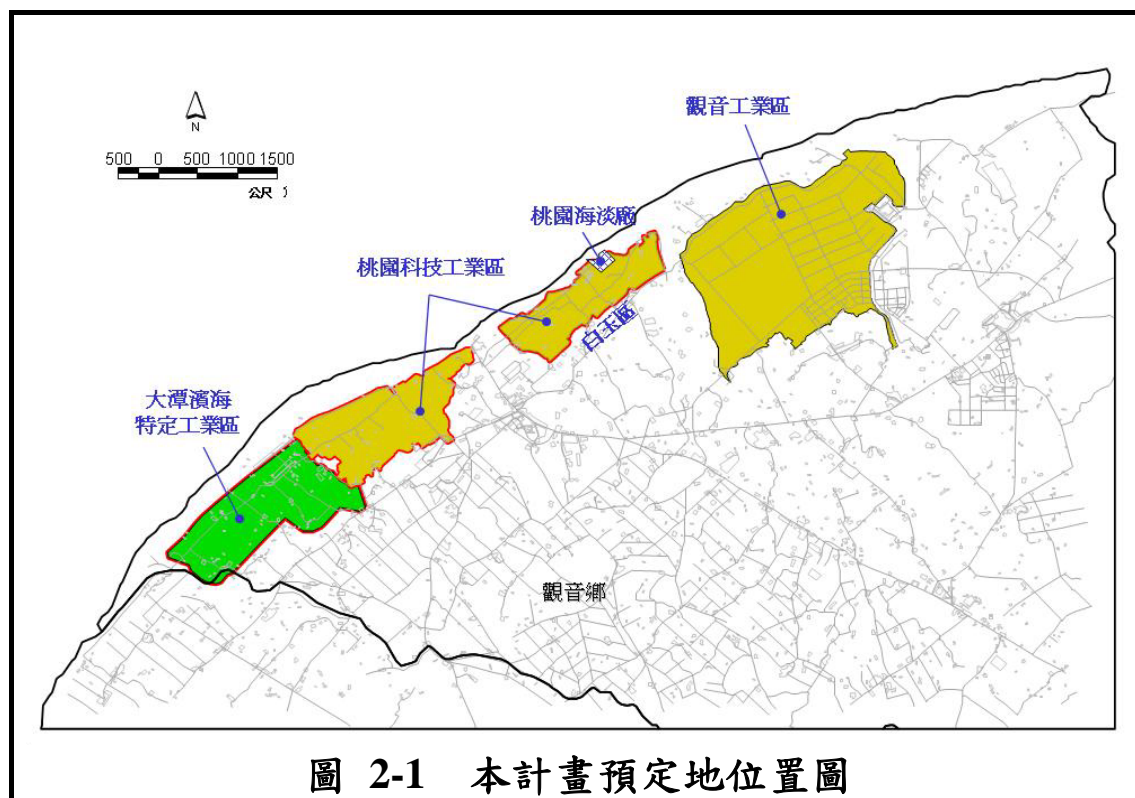 觀音工業區
N
500 0 500 1000 1500
公尺
桃園海淡廠
桃園科技工業區
白玉區
大潭濱海
特定工業區
觀音鄉
圖 2-1 本計畫預定地位置圖